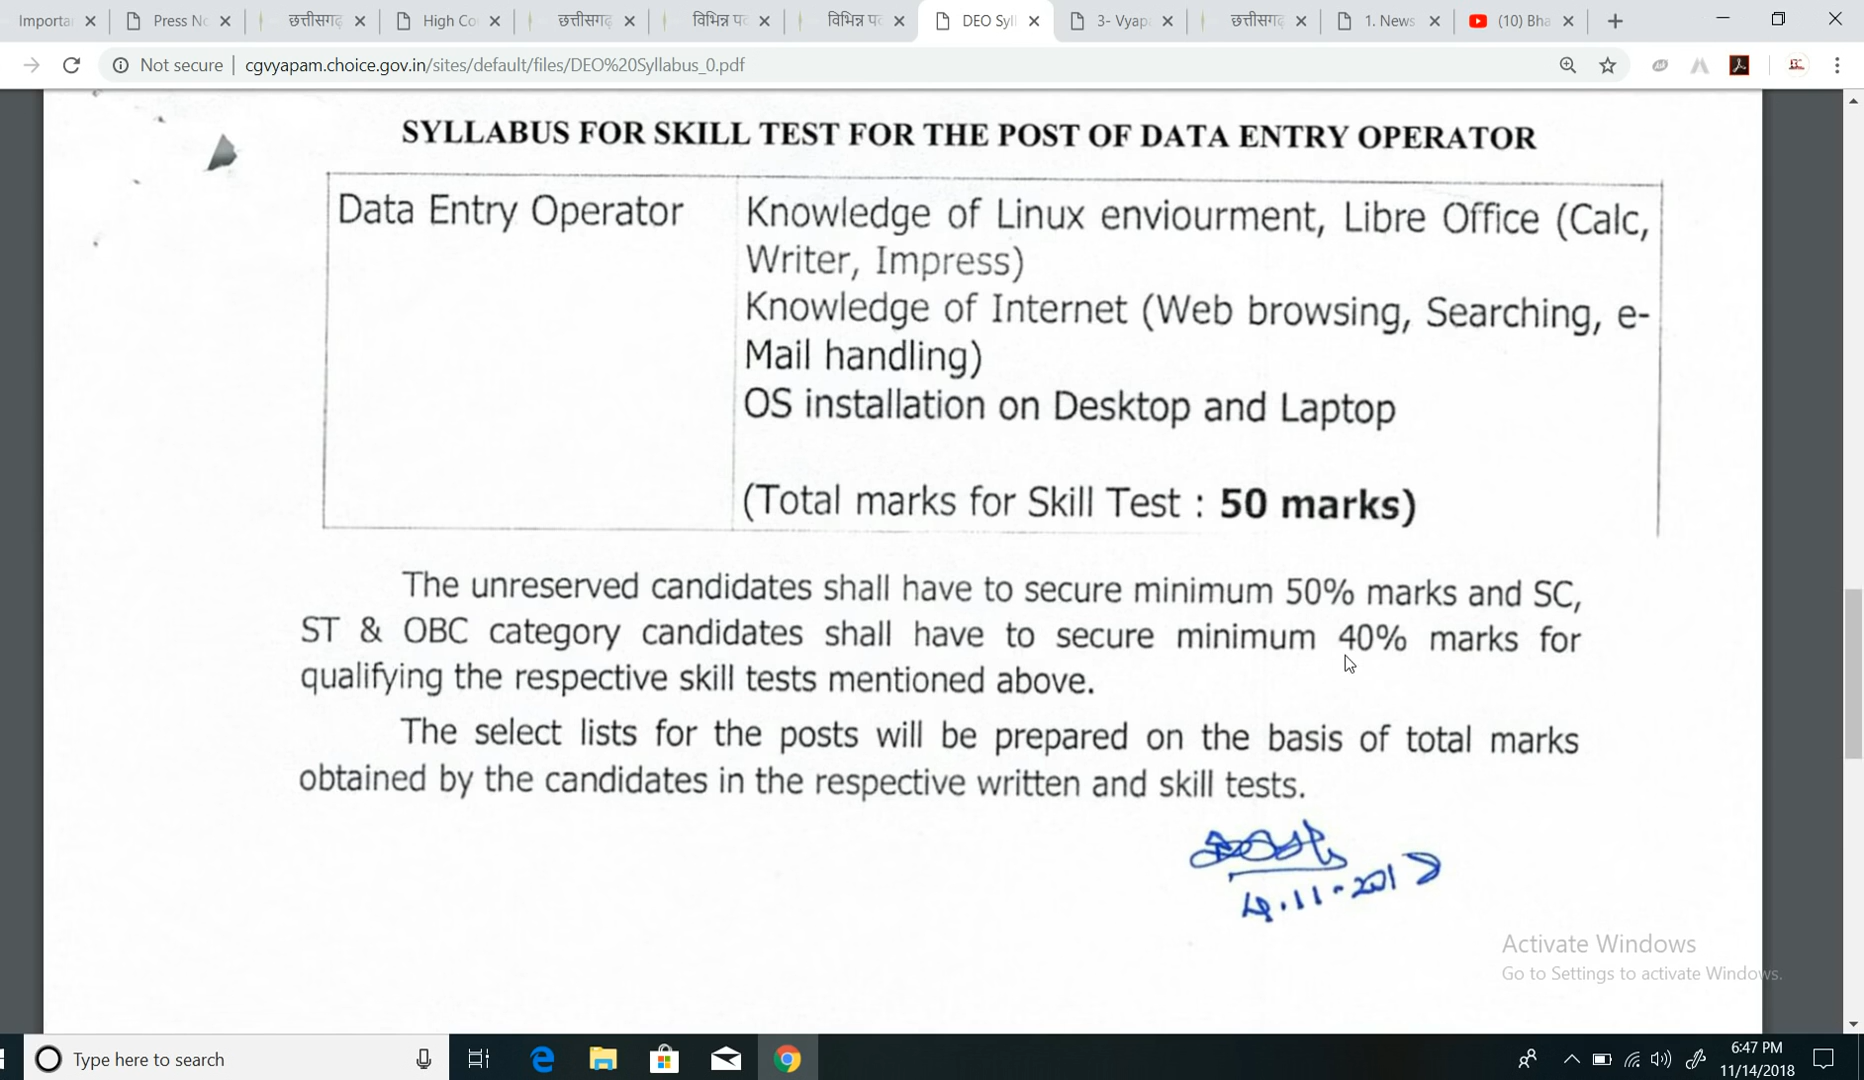 Importa
Press No
छत्तीसगढ़
High Co
छत्तीसगढ़
विभिन्न पद
विभिन्न पद
DEO Syl
3- Vyap
छत्तीसगढ़
1. News
(10) Bha
Not secure | cgvyapam.choice.gov.in/sites/default/files/DEO%20Syllabus_0.pdf
SYLLABUS FOR SKILL TEST FOR THE POST OF DATA ENTRY OPERATOR
Data Entry Operator
Knowledge of Linux enviourment, Libre Office (Calc,
Writer, Impress)
Knowledge of Internet (Web browsing, Searching, e-
Mail handling)
OS installation on Desktop and Laptop
(Total marks for Skill Test : 50 marks)
The unreserved candidates shall have to secure minimum 50% marks and SC,
ST & OBC category candidates shall have to secure minimum 40% marks for
qualifying the respective skill tests mentioned above.
The select lists for the posts will be prepared on the basis of total marks
obtained by the candidates in the respective written and skill tests.
Activate Windows
Go to Settings to activate Windows.
Type here to search
6:47 PM
11/14/2018